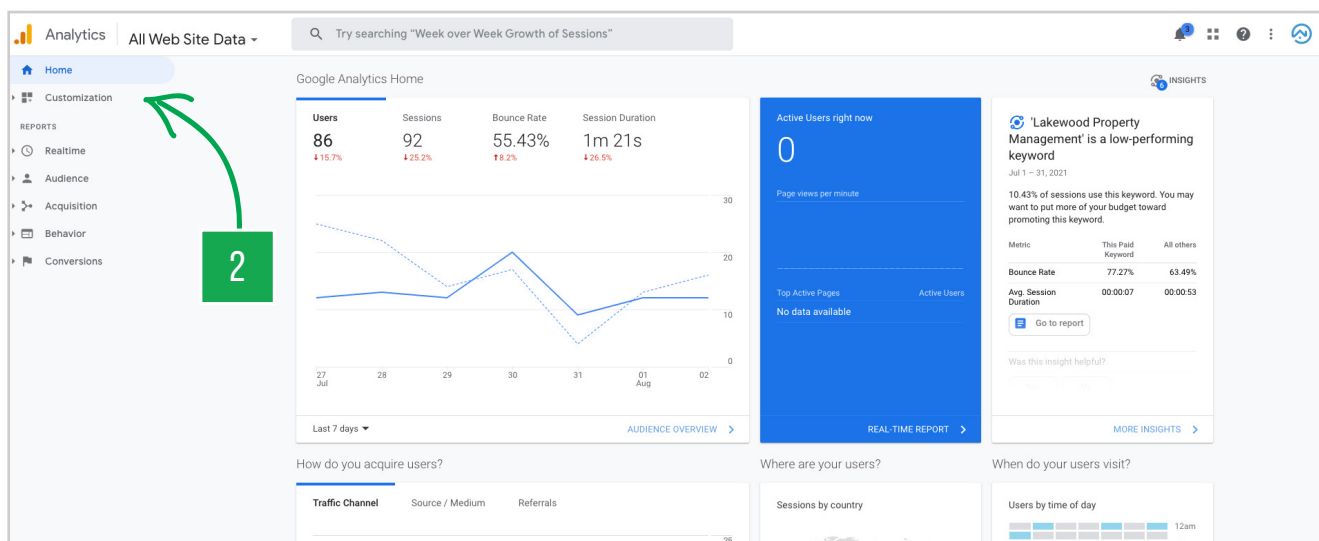 Analytics
All Web Site Data
Try searching "Week over Week Growth of Sessions"
3
Home
Customization
REPORTS
Realtime
Audience
Acquisition
Behavior
Conversions
2
Google Analytics Home
INSIGHTS
6
Users Sessions Bounce Rate Session Duration
86 92 55.43% 1m 21s
15.7% 25.2% 8.2% 26.5%
30
20
10
0
27 28 29 30 31 01 02
Jul Aug
Last 7 days
AUDIENCE OVERVIEW
Active Users right now
0
Page views per minute
Top Active Pages Active Users
No data available
REAL-TIME REPORT
'Lakewood Property
Management' is a low-performing
keyword
Jul 1 – 31, 2021
10.43% of sessions use this keyword. You may
want to put more of your budget toward
promoting this keyword.
Metric This Paid All others
Keyword
Bounce Rate 77.27% 63.49%
Avg. Session 00:00:07 00:00:53
Duration
Go to report
Was this insight helpful?
MORE INSIGHTS
How do you acquire users?
Where are your users?
When do your users visit?
Traffic Channel Source / Medium Referrals
25
Sessions by country
Users by time of day
12am